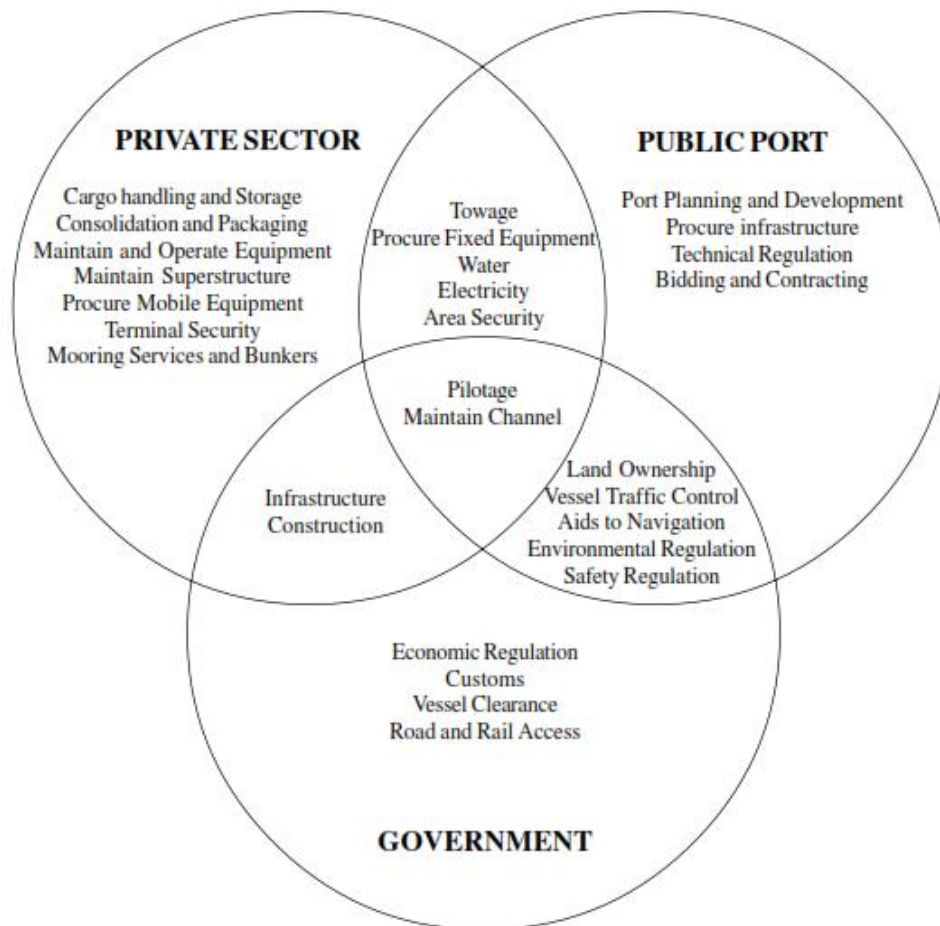 PRIVATE SECTOR
Cargo handling and Storage
Consolidation and Packaging
Maintain and Operate Equipment
Maintain Superstructure
Procure Mobile Equipment
Terminal Security
Mooring Services and Bunkers
Towage
Procure Fixed Equipment
Water
Electricity
Area Security
PUBLIC PORT
Port Planning and Development
Procure infrastructure
Technical Regulation
Bidding and Contracting
Pilotage
Maintain Channel
Infrastructure
Construction
Land Ownership
Vessel Traffic Control
Aids to Navigation
Environmental Regulation
Safety Regulation
Economic Regulation
Customs
Vessel Clearance
Road and Rail Access
GOVERNMENT